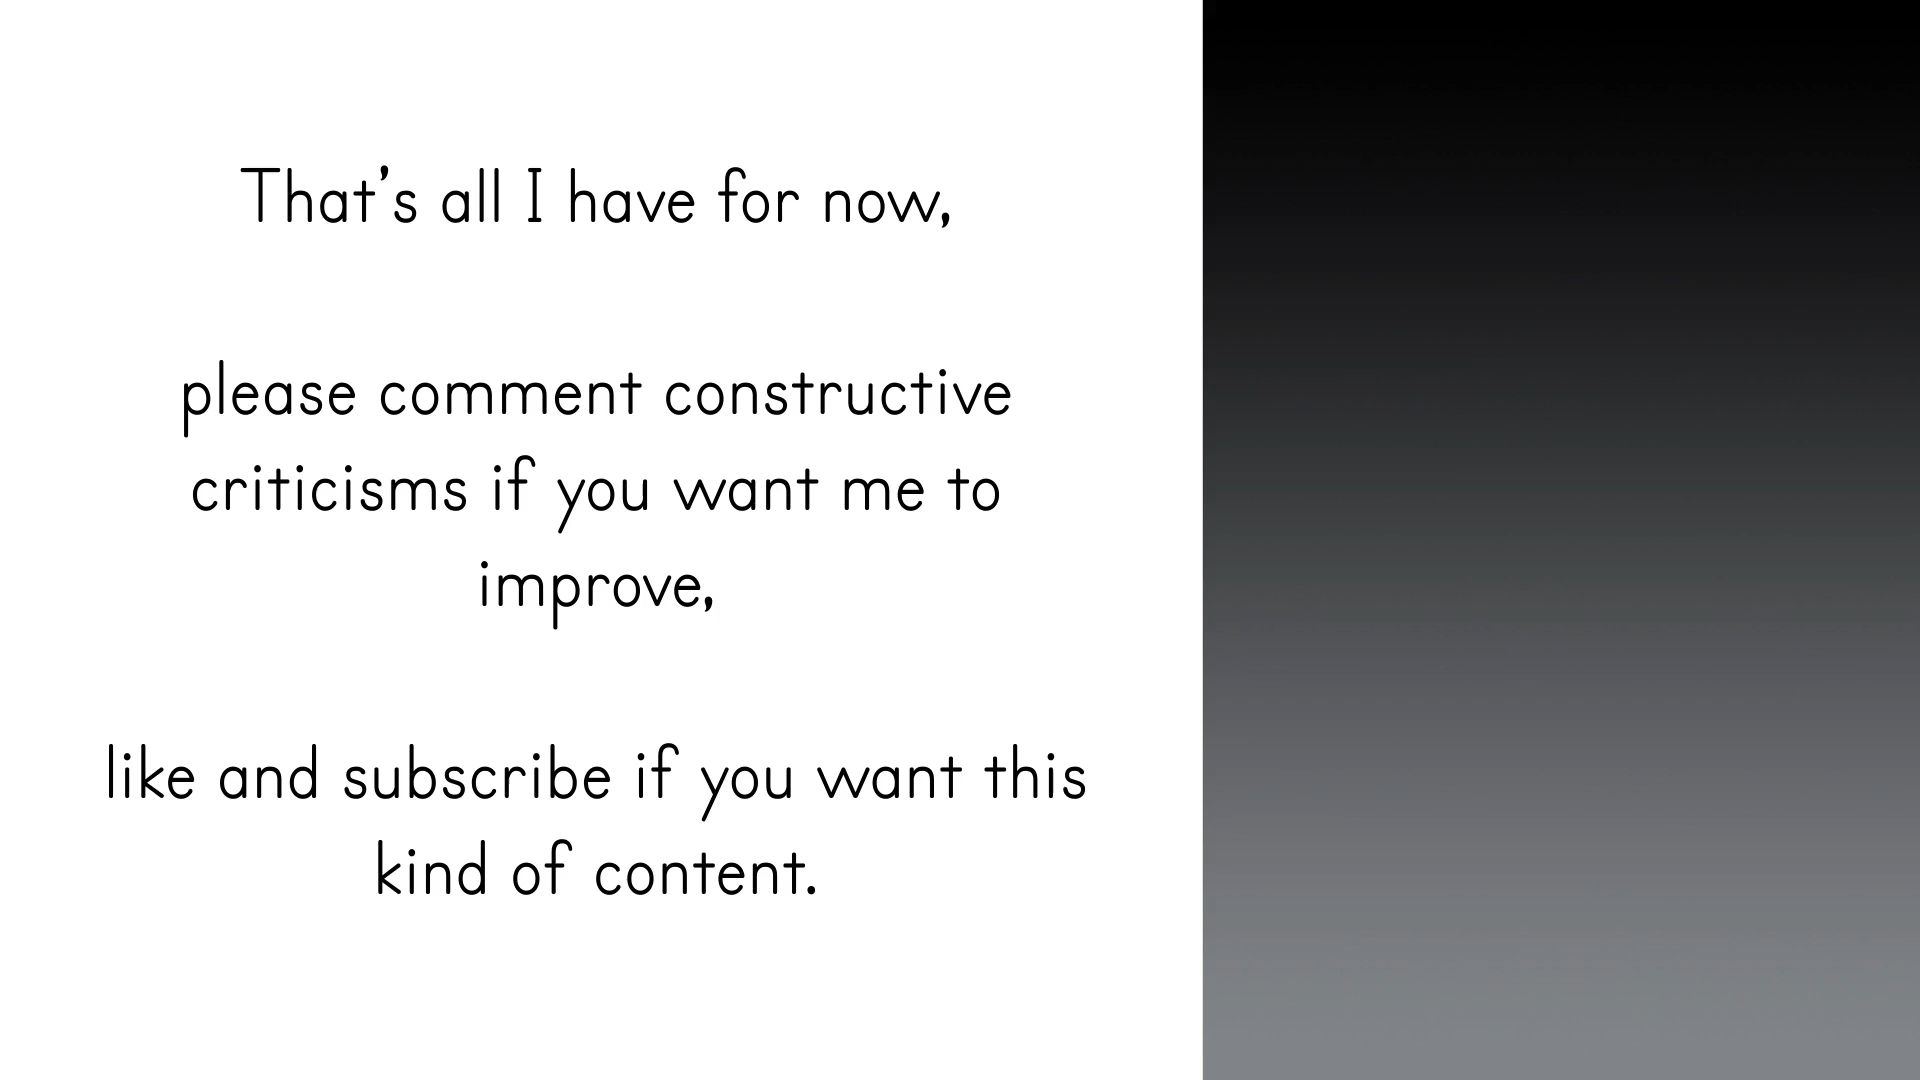 That's all I have for now,
please comment constructive
criticisms if you want me to
improve,
like and subscribe if you want this
kind of content.